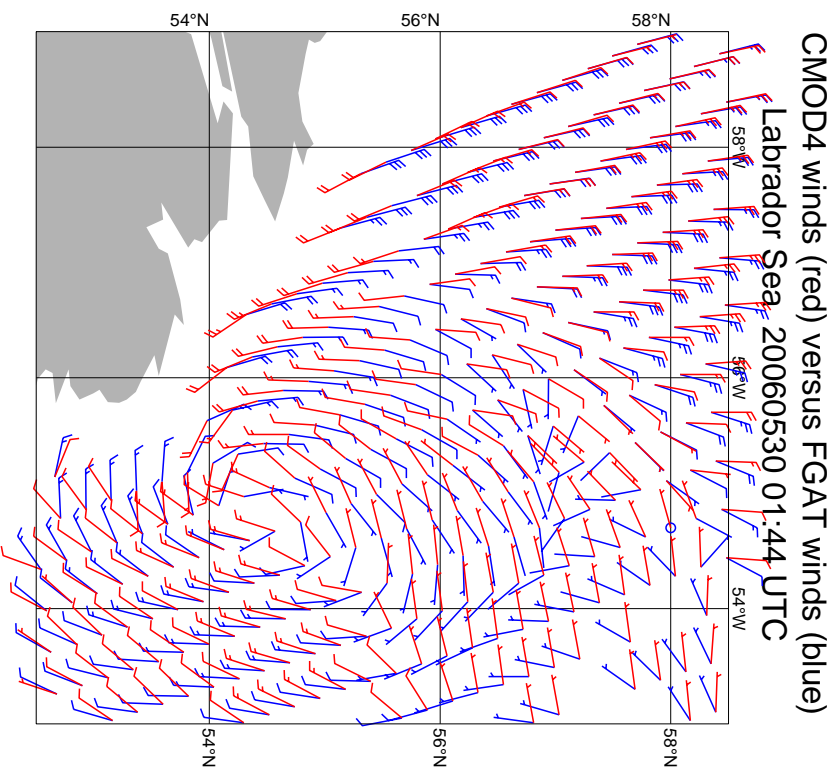 CMOD4 winds (red) versus FGAT winds (blue)
Labrador Sea 20060530 01:44 UTC
54°N
56°N
58°N
58°W
56°W
54°W
54°N
56°N
58°N